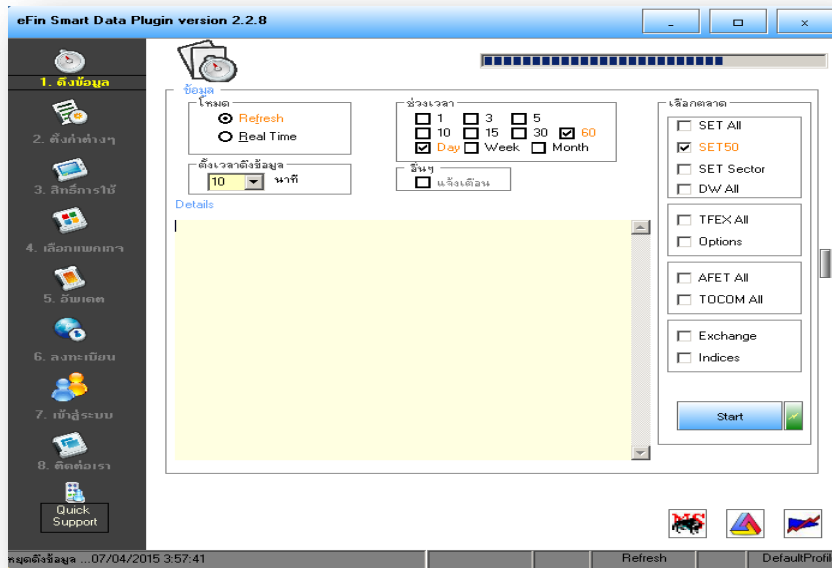 eFin Smart Data Plugin version 2.2.8
1. ดึงข้อมูล
2. ตั้งค่าต่างๆ
3. สิทธิ์การใช้
4. เลือกแพคเกจ
5. อัพเดต
6. ลงทะเบียน
7. เข้าสู่ระบบ
8. ติดต่อเรา
Quick
Support
ข้อมูล
โหมด
Refresh
Real Time
ช่วงเวลา
1 3 5
10 15 30 60
Day Week Month
ตั้งเวลาดึงข้อมูล
10 นาที
อื่นๆ
แจ้งเตือน
Details
เลือกตลาด
SET All
SET50
SET Sector
DW All
TFEX All
Options
AFET All
TOCOM All
Exchange
Indices
Start
MS
หยุดดึงข้อมูล ...07/04/2015 3:57:41
Refresh
DefaultProfil